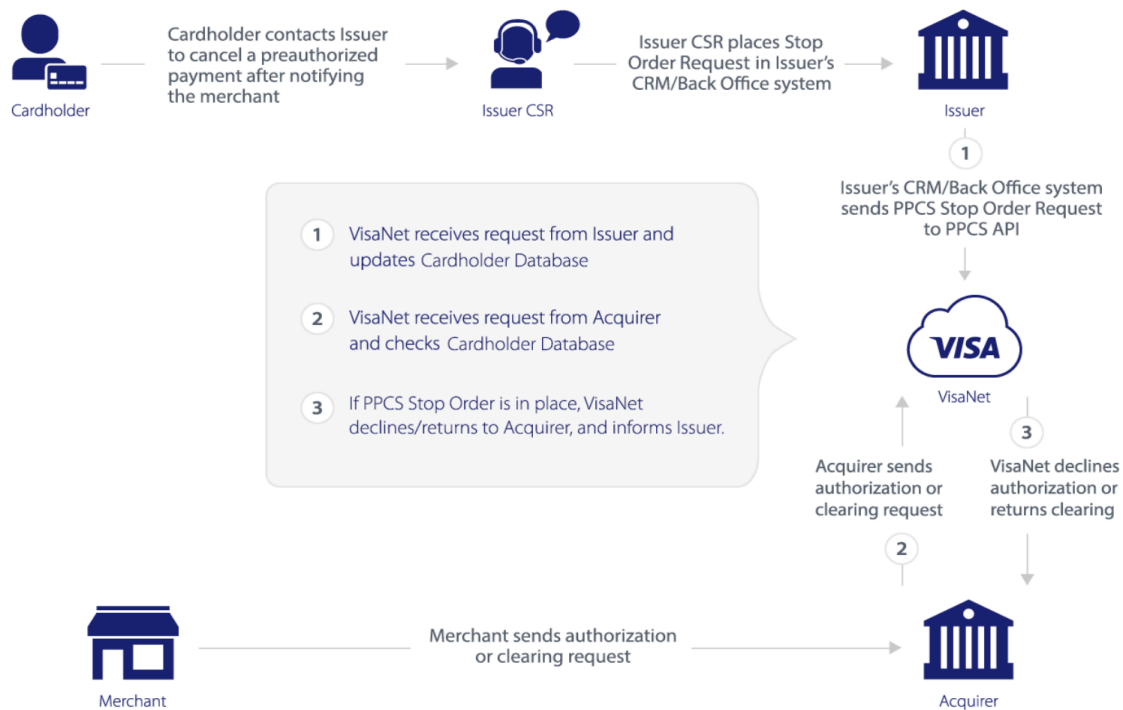 Cardholder contacts Issuer
to cancel a preauthorized
payment after notifying
the merchant
Cardholder
Issuer CSR
Issuer CSR places Stop
Order Request in Issuer's
CRM/Back Office system
Issuer
1
Issuer's CRM/Back Office system
sends PPCS Stop Order Request
to PPCS API
1
VisaNet receives request from Issuer and
updates Cardholder Database
2
VisaNet receives request from Acquirer
and checks Cardholder Database
3
If PPCS Stop Order is in place, VisaNet
declines/returns to Acquirer, and informs Issuer.
VISA
VisaNet
Acquirer sends
authorization or
clearing request
2
3
VisaNet declines
authorization or
returns clearing
Merchant
Merchant sends authorization
or clearing request
Acquirer